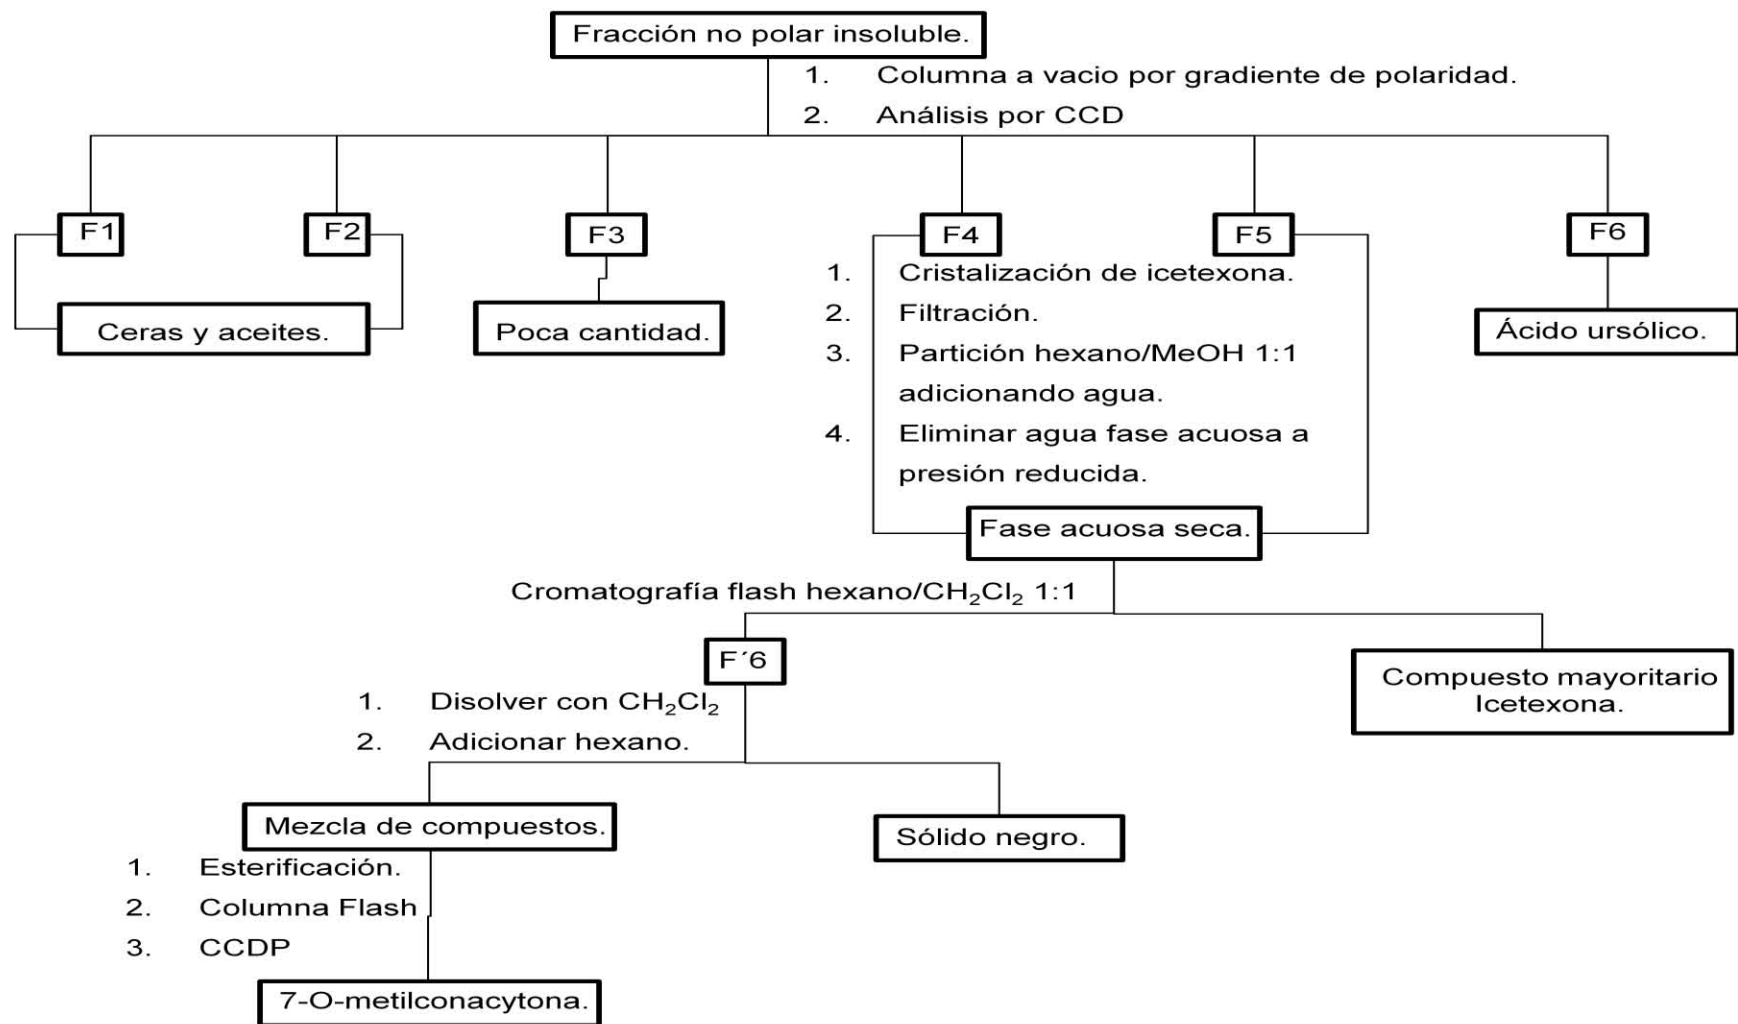 Fracción no polar insoluble.
1. Columna a vacio por gradiente de polaridad.
2. Análisis por CCD
F1
F2
F3
F4
F5
F6
Ceras y aceites.
Poca cantidad.
1. Cristalización de icetexona.
2. Filtración.
3. Partición hexano/MeOH 1:1
adicionando agua.
4. Eliminar agua fase acuosa a
presión reducida.
Ácido ursólico.
Fase acuosa seca.
Cromatografía flash hexano/CH₂Cl₂ 1:1
F´6
Compuesto mayoritario
Icetexona.
1. Disolver con CH₂Cl₂
2. Adicionar hexano.
Mezcla de compuestos.
Sólido negro.
1. Esterificación.
2. Columna Flash
3. CCDP
7-O-metilconacytona.